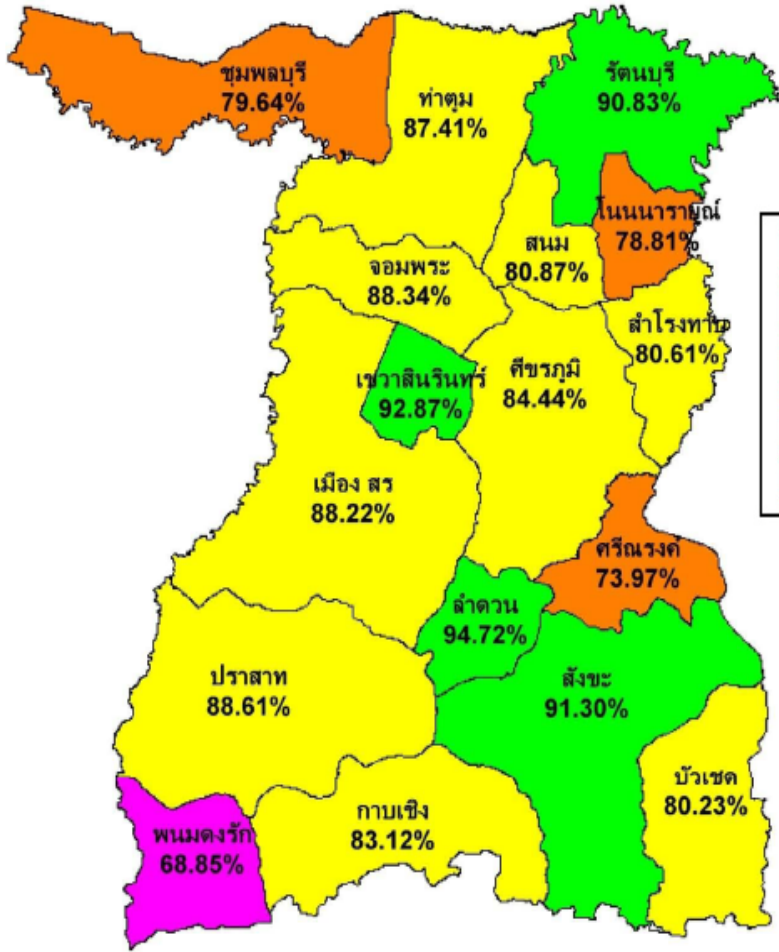 ชุมพลบุรี
79.64%
ท่าตูม
87.41%
รัตนบุรี
90.83%
โนนนารายณ์
78.81%
สนม
80.87%
จอมพระ
88.34%
สำโรงทาบ
80.61%
เขวาสินรินทร์
92.87%
ศีขรภูมิ
84.44%
เมือง สร
88.22%
ศรีณรงค์
73.97%
ลำดวน
94.72%
ปราสาท
88.61%
สังขะ
91.30%
บัวเชด
80.23%
กาบเชิง
83.12%
พนมดงรัก
68.85%